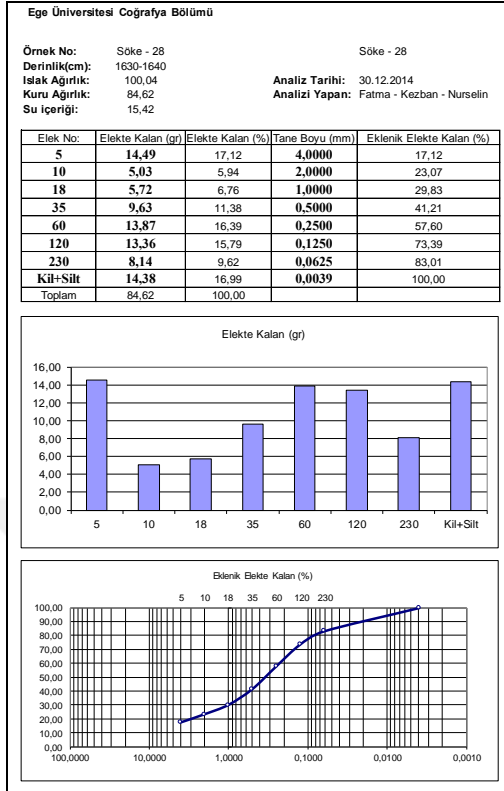 Ege Üniversitesi Coğrafya Bölümü
Örnek No: Söke - 28 Söke - 28
Derinlik(cm): 1630-1640
Islak Ağırlık: 100,04 Analiz Tarihi: 30.12.2014
Kuru Ağırlık: 84,62 Analizi Yapan: Fatma - Kezban - Nurselin
Su içeriği: 15,42
Elek No: Elekte Kalan (gr) Elekte Kalan (%) Tane Boyu (mm) Eklenik Elekte Kalan (%)
5 14,49 17,12 4,0000 17,12
10 5,03 5,94 2,0000 23,07
18 5,72 6,76 1,0000 29,83
35 9,63 11,38 0,5000 41,21
60 13,87 16,39 0,2500 57,60
120 13,36 15,79 0,1250 73,39
230 8,14 9,62 0,0625 83,01
Kil+Silt 14,38 16,99 0,0039 100,00
Toplam 84,62 100,00
Elekte Kalan (gr)
16,00
14,00
12,00
10,00
8,00
6,00
4,00
2,00
0,00
5 10 18 35 60 120 230 Kil+Silt
Eklenik Elekte Kalan (%)
5 10 18 35 60 120 230
100,00
90,00
80,00
70,00
60,00
50,00
40,00
30,00
20,00
10,00
0,00
100,0000 10,0000 1,0000 0,1000 0,0100 0,0010